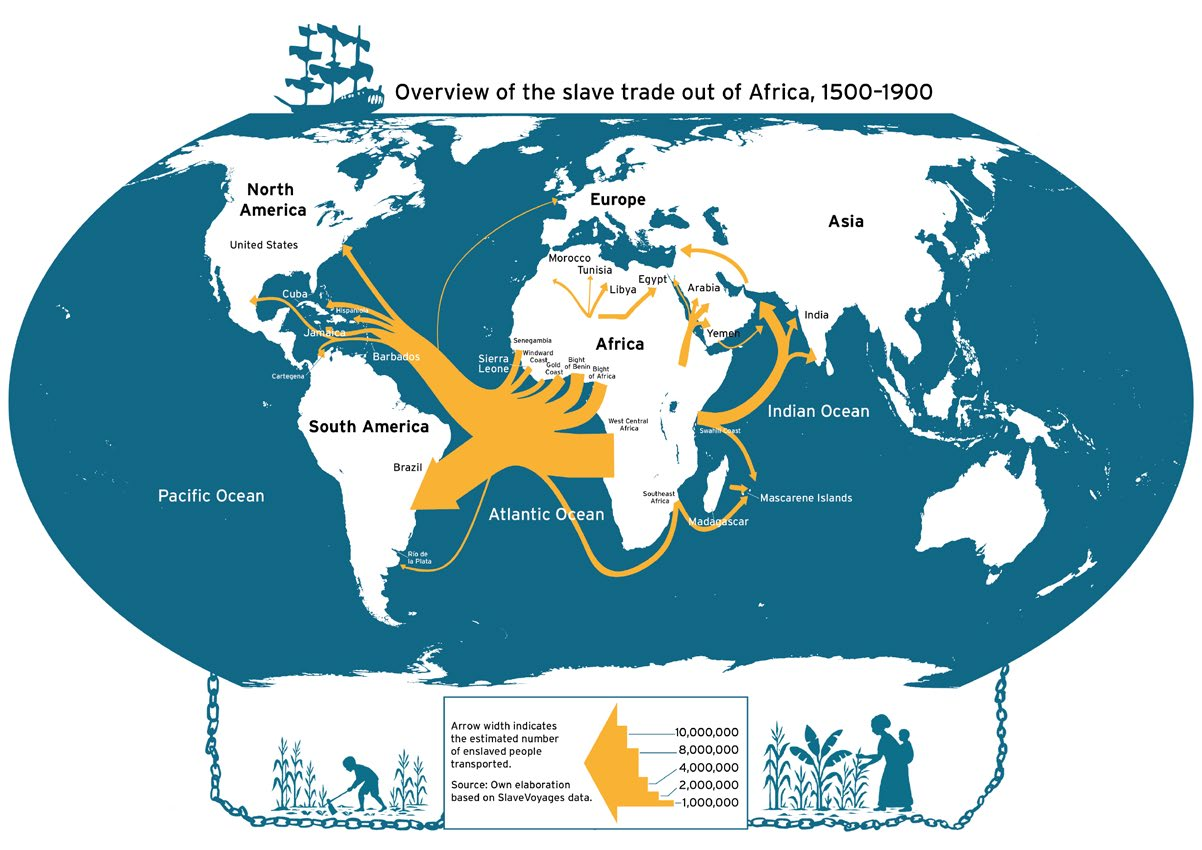 Overview of the slave trade out of Africa, 1500–1900
North
America
United States
Europe
Asia
Morocco
Tunisia
Libya
Egypt
Arabia
Yemen
India
Cuba
Hispaniola
Jamaica
Barbados
Cartegena
Senegambia
Sierra
Leone
Windward
Coast
Gold
Coast
Bight
of Benin
Bight
of Africa
Africa
West Central
Africa
Swahili Coast
Indian Ocean
South America
Brazil
Pacific Ocean
Atlantic Ocean
Southeast
Africa
Madagascar
Mascarene Islands
Río de
la Plata
Arrow width indicates
the estimated number
of enslaved people
transported.
Source: Own elaboration
based on SlaveVoyages data.
10,000,000
8,000,000
4,000,000
2,000,000
1,000,000